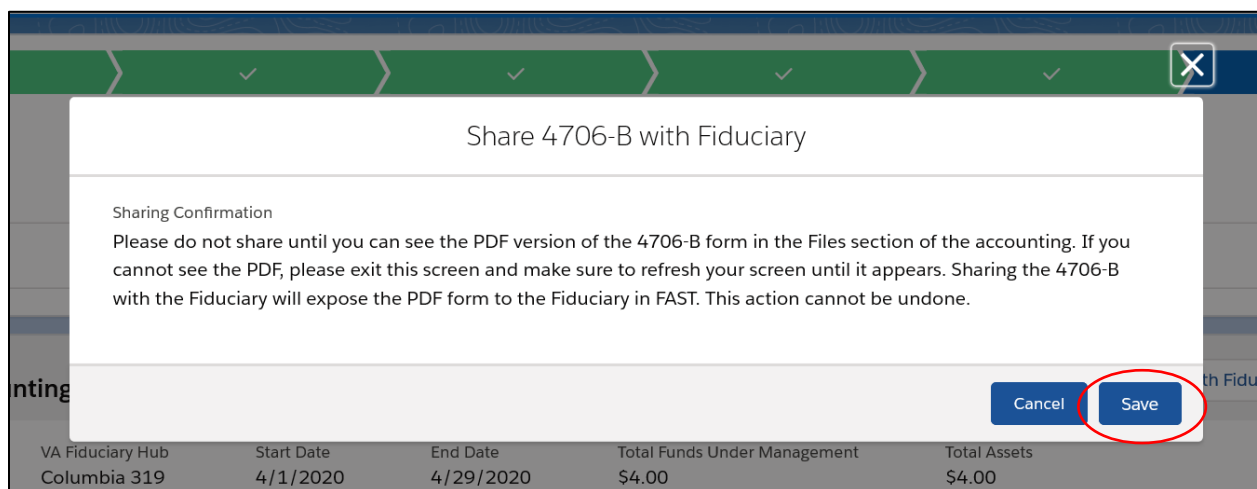 Share 4706-B with Fiduciary
Sharing Confirmation
Please do not share until you can see the PDF version of the 4706-B form in the Files section of the accounting. If you
cannot see the PDF, please exit this screen and make sure to refresh your screen until it appears. Sharing the 4706-B
with the Fiduciary will expose the PDF form to the Fiduciary in FAST. This action cannot be undone.
th Fidu
unting
Cancel Save
VA Fiduciary Hub Start Date End Date Total Funds Under Management Total Assets
Columbia 319 4/1/2020 4/29/2020 $4.00 $4.00